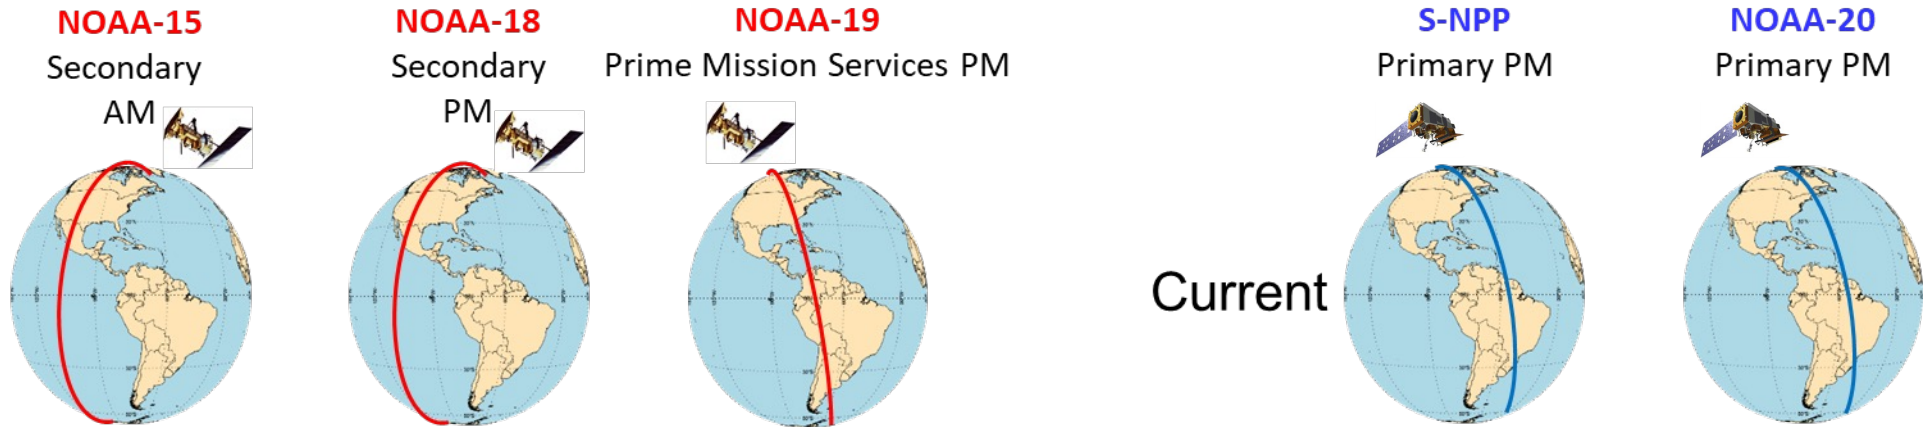 NOAA-15
Secondary
AM
NOAA-18
Secondary
PM
NOAA-19
Prime Mission Services PM
Current
S-NPP
Primary PM
NOAA-20
Primary PM